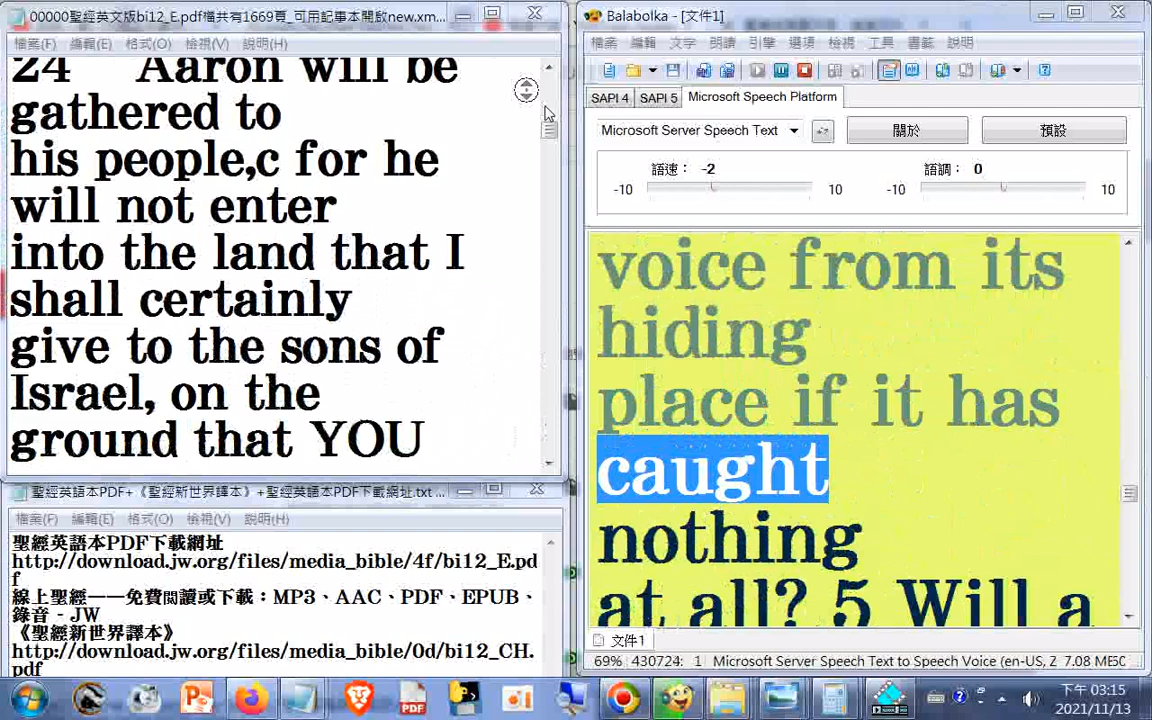 00000聖經英文版bi12_E.pdf檔共有1669頁_可用記事本開啟new.xm...
檔案(F) 編輯(E) 格式(O) 檢視(V) 說明(H)
24 Aaron will be
gathered to
his people,c for he
will not enter
into the land that I
shall certainly
give to the sons of
Israel, on the
ground that YOU
聖經英語本PDF+《聖經新世界譯本》+聖經英語本PDF下載網址.txt ...
檔案(F) 編輯(E) 格式(O) 檢視(V) 說明(H)
聖經英語本PDF下載網址
http://download.jw.org/files/media_bible/4f/bi12_E.pd
f
線上聖經——免費閱讀或下載：MP3、AAC、PDF、EPUB、
錄音 - JW
《聖經新世界譯本》
http://download.jw.org/files/media_bible/0d/bi12_CH.
pdf
Balabolka - [文件1]
檔案 編輯 文字 朗讀 引擎 選項 檢視 工具 書籤 說明
SAPI 4 SAPI 5 Microsoft Speech Platform
Microsoft Server Speech Text 關於 預設
語速： -2 語調： 0
-10 10 -10 10
voice from its
hiding
place if it has
caught
nothing
at all? 5 Will a
文件1
69% 430724: 1 Microsoft Server Speech Text to Speech Voice (en-US, Z 7.08 ME
PDF
下午 03:15
2021/11/13